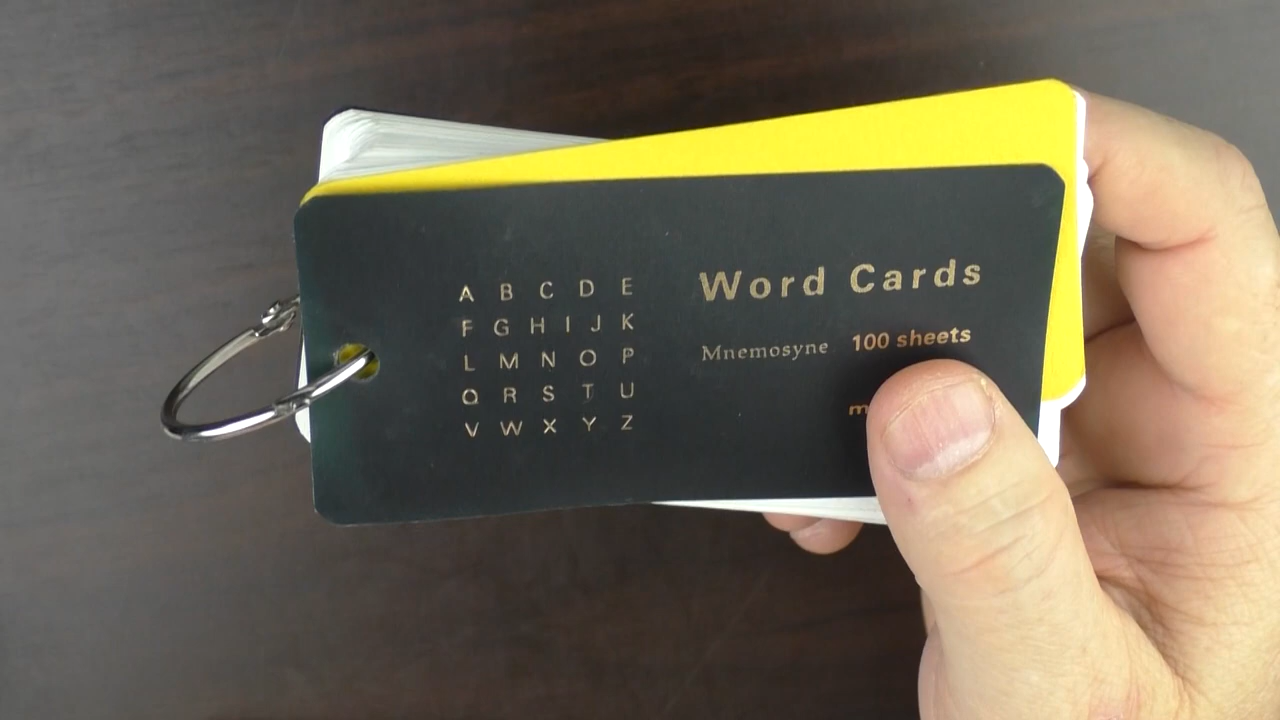 A B C D E
F G H I J K
L M N O P
Q R S T U
V W X Y Z
Word Cards
Mnemosyne 100 sheets